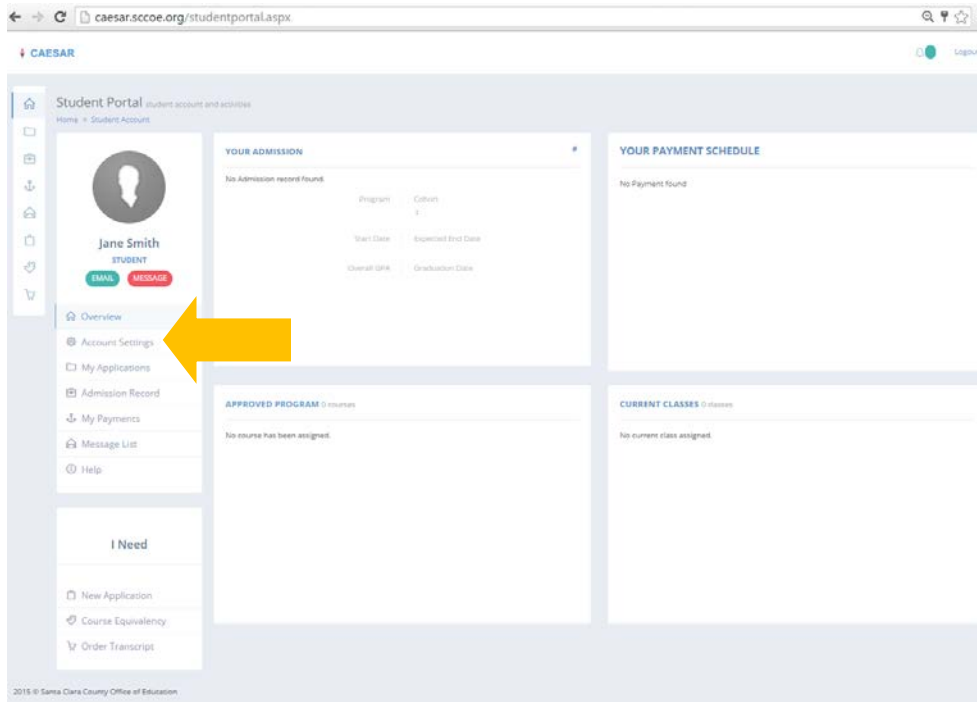 caesar.sccoe.org/studentportal.aspx
CAESAR
Logou
Student Portal student account and activities
Home » Student Account
Jane Smith
STUDENT
EMAIL MESSAGE
Overview
Account Settings
My Applications
Admission Record
My Payments
Message List
Help
I Need
New Application
Course Equivalency
Order Transcript
YOUR ADMISSION #
No Admission record found.
Program Cohort
Start Date Expected End Date
Overall GPA Graduation Date
YOUR PAYMENT SCHEDULE
No Payment found
APPROVED PROGRAM 0 courses
No course has been assigned.
CURRENT CLASSES 0 classes
No current class assigned.
2015 © Santa Clara County Office of Education